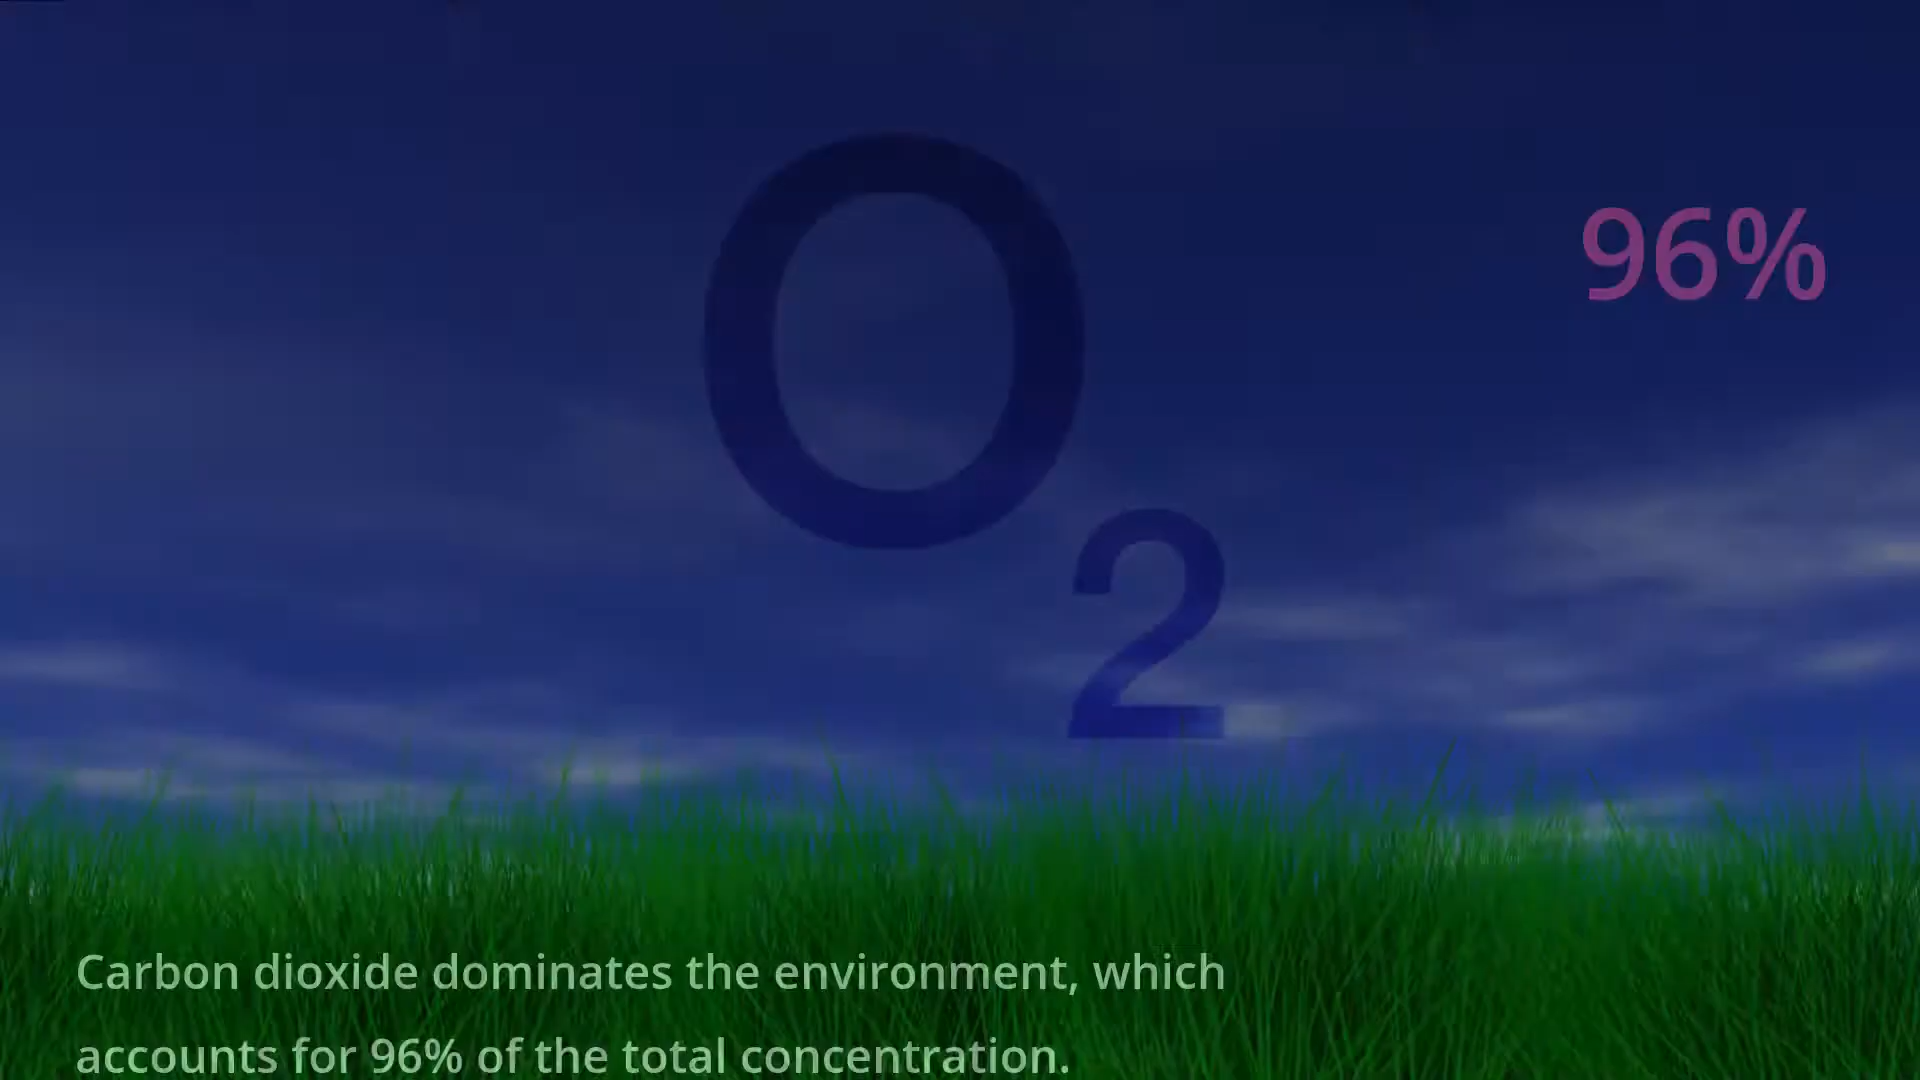 O2
96%
Carbon dioxide dominates the environment, which
accounts for 96% of the total concentration.